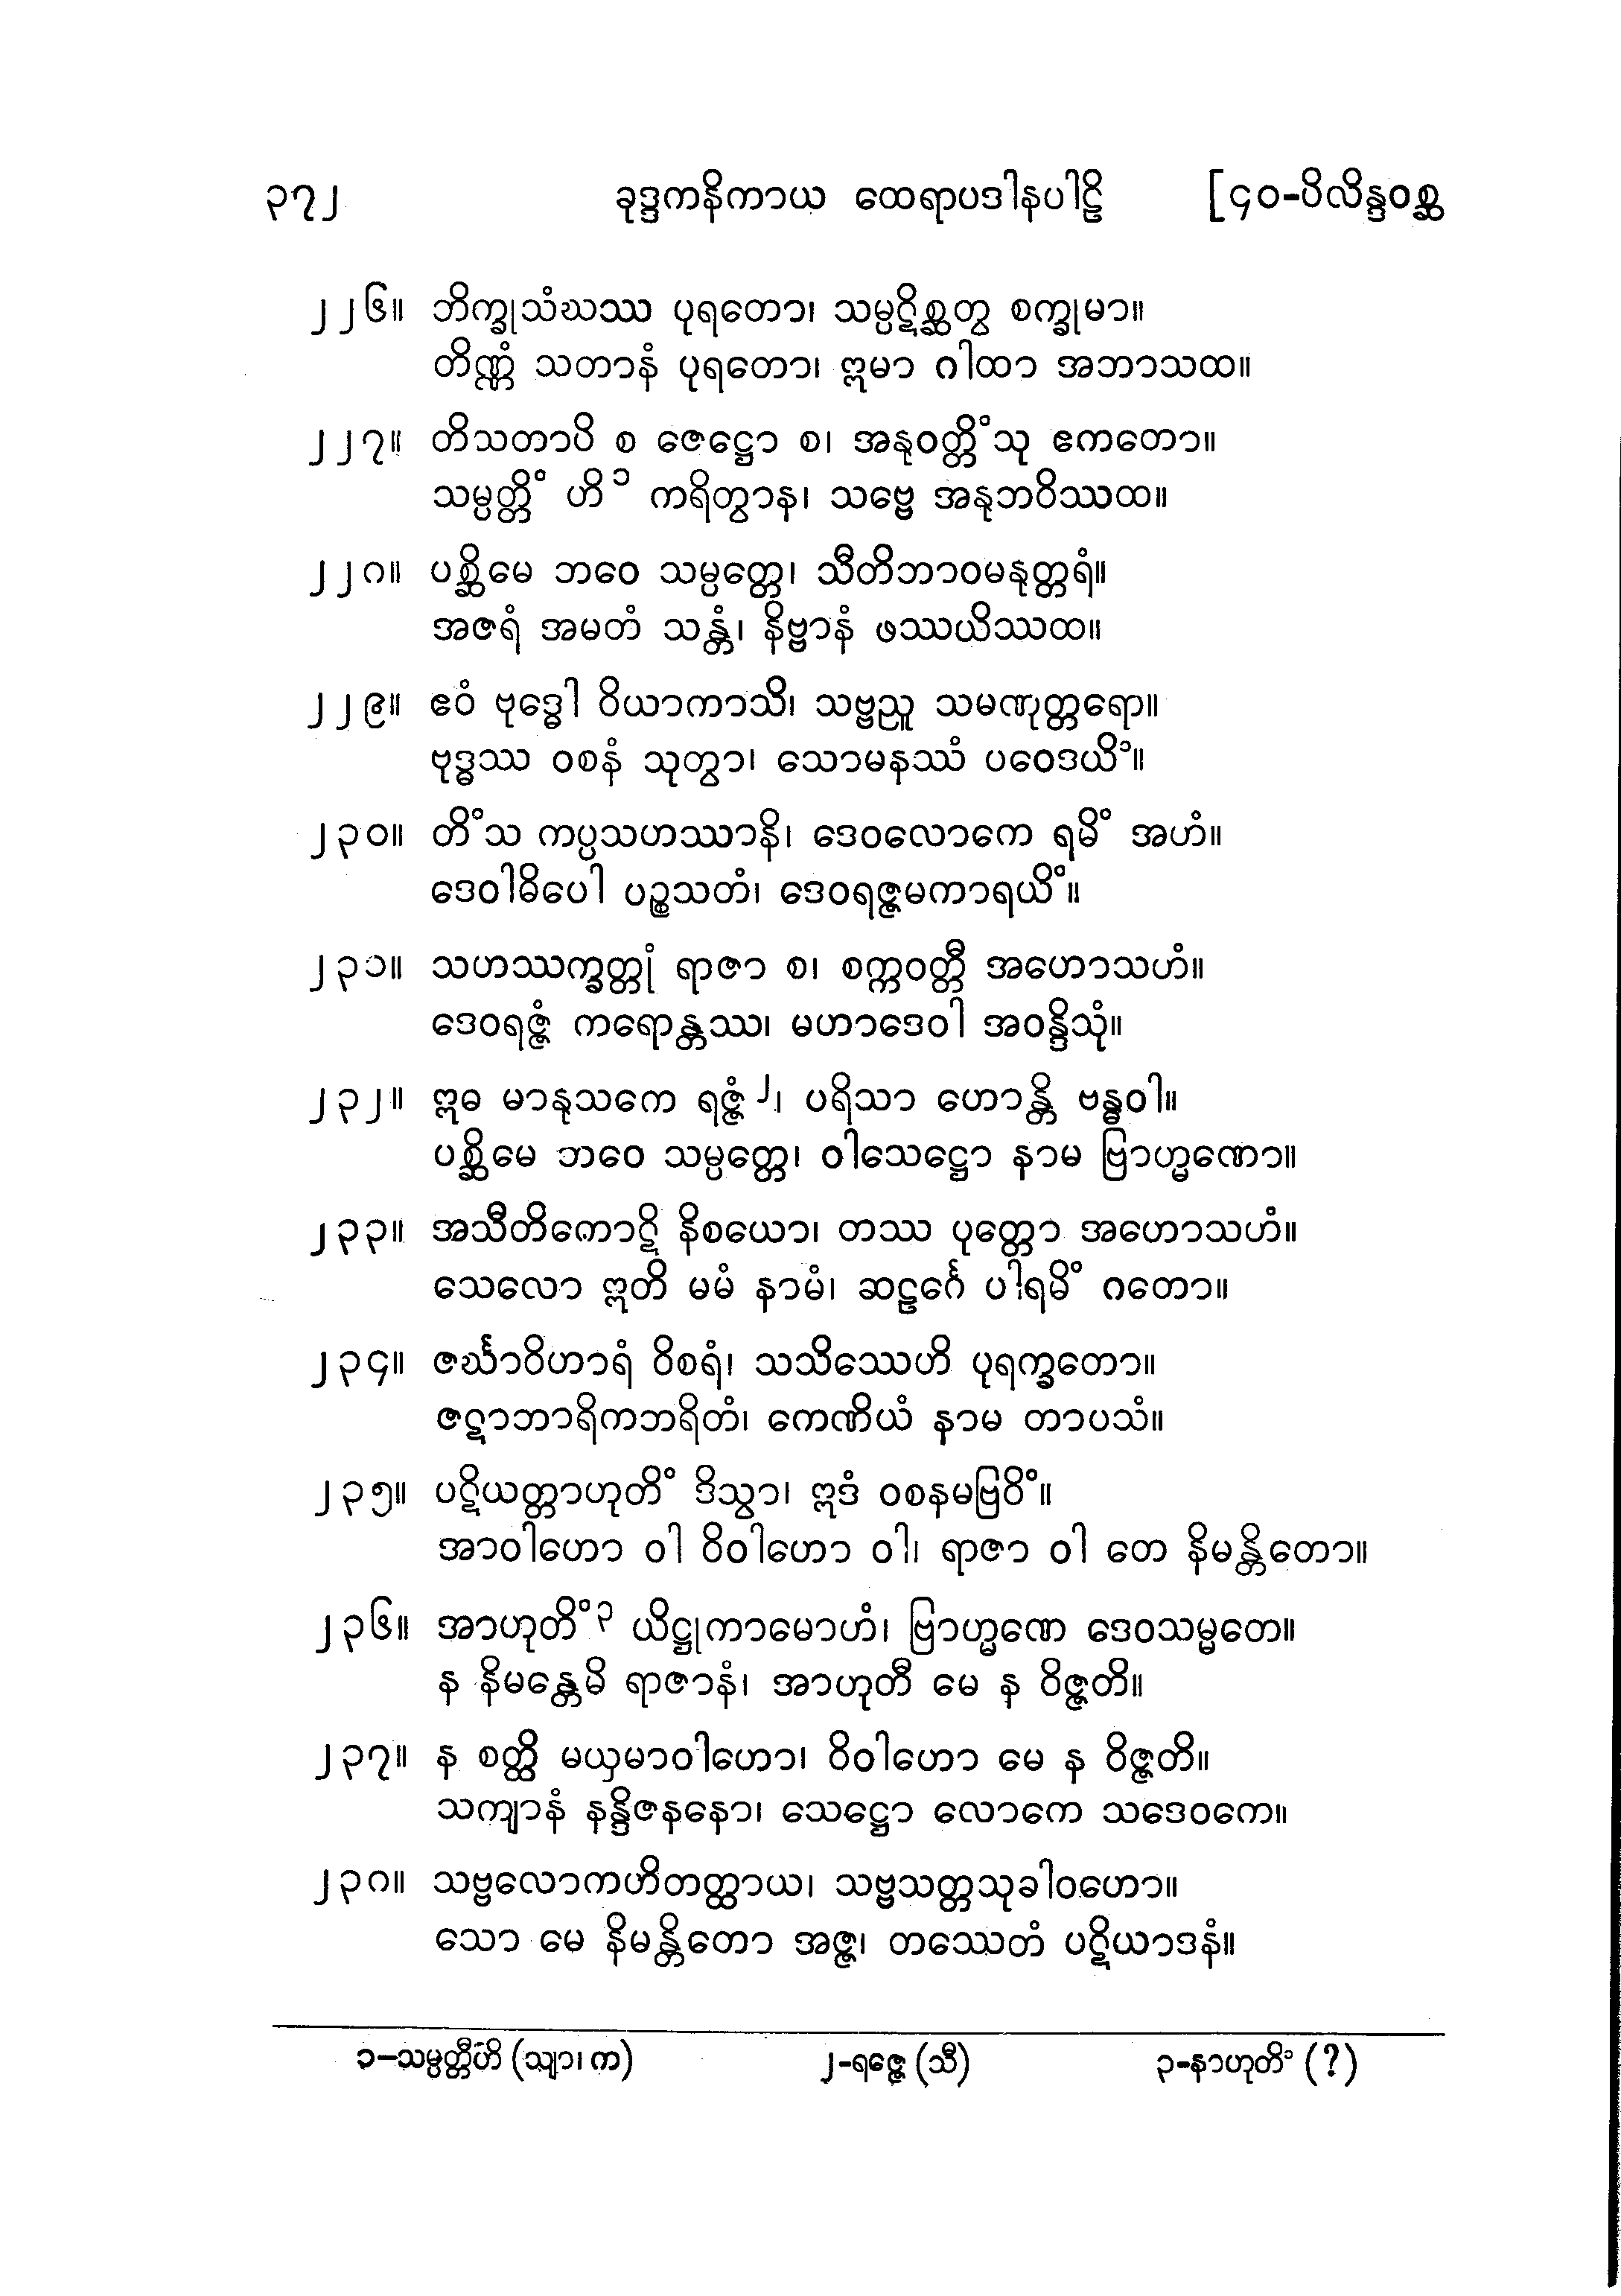 ၃၇၂ ခုဒ္ဒကနိကာယ ထေရာပဒါနပါဠိ [၄၀-ပိလိန္ဒဝစ္ဆ
၂၂၆။ ဘိက္ခုသံဃဿ ပုရတော၊ သမ္ပဋိစ္ဆတွ စက္ခုမာ။
တိဏ္ဏံ သတာနံ ပုရတော၊ ဣမာ ဂါထာ အဘာသထ။
၂၂၇။ တိသတာပိ စ ဇေဋ္ဌော စ၊ အနုဝတ္တိံသု ဧကတော။
သမ္ပတ္တိံ ဟိ ၁ ကရိတွာန၊ သဗ္ဗေ အနုဘဝိဿထ။
၂၂၈။ ပစ္ဆိမေ ဘဝေ သမ္ပတ္တေ၊ သီတိဘာဝမနုတ္တရံ။
အဇရံ အမတံ သန္တံ၊ နိဗ္ဗာနံ ဖဿယိဿထ။
၂၂၉။ ဧဝံ ဗုဒ္ဓေါ ဝိယာကာသိ၊ သဗ္ဗညူ သမဏုတ္တရော။
ဗုဒ္ဓဿ ဝစနံ သုတွာ၊ သောမနဿံ ပဝေဒယိံ။
၂၃၀။ တိံသ ကပ္ပသဟဿာနိ၊ ဒေဝလောကေ ရမိံ အဟံ။
ဒေဝါဓိပေါ ပဉ္စသတံ၊ ဒေဝရဇ္ဇမကာရယိံ။
၂၃၁။ သဟဿက္ခတ္တုံ ရာဇာ စ၊ စက္ကဝတ္တီ အဟောသဟံ။
ဒေဝရဇ္ဇံ ကရောန္တဿ၊ မဟာဒေဝါ အဝန္ဒိသုံ။
၂၃၂။ ဣဓ မာနုသကေ ရဇ္ဇံ ၂၊ ပရိသာ ဟောန္တိ ဗန္ဓဝါ။
ပစ္ဆိမေ ဘဝေ သမ္ပတ္တေ၊ ဝါသေဋ္ဌော နာမ ဗြာဟ္မဏော။
၂၃၃။ အသီတိကောဋိ နိစယော၊ တဿ ပုတ္တော အဟောသဟံ။
သေလော ဣတိ မမံ နာမံ၊ ဆဠင်္ဂေ ပါရမိံ ဂတော။
၂၃၄။ ဇင်္ဃာဝိဟာရံ ဝိစရံ၊ သသိဿေဟိ ပုရက္ခတော။
ဇဋာဘာရိကဘရိတံ၊ ကေဏိယံ နာမ တာပသံ။
၂၃၅။ ပဋိယတ္တာဟုတိံ ဒိသွာ၊ ဣဒံ ဝစနမဗြဝိံ။
အာဝါဟော ဝါ ဝိဝါဟော ဝါ၊ ရာဇာ ဝါ တေ နိမန္တိတော။
၂၃၆။ အာဟုတိံ ၃ ယိဋ္ဌုကာမောဟံ၊ ဗြာဟ္မဏေ ဒေဝသမ္မတေ။
န နိမန္တေမိ ရာဇာနံ၊ အာဟုတီ မေ န ဝိဇ္ဇတိ။
၂၃၇။ န စတ္ထိ မယှမာဝါဟော၊ ဝိဝါဟော မေ န ဝိဇ္ဇတိ။
သကျာနံ နန္ဒိဇနနော၊ သေဋ္ဌော လောကေ သဒေဝကေ။
၂၃၈။ သဗ္ဗလောကဟိတတ္ထာယ၊ သဗ္ဗသတ္တသုခါဝဟော။
သော မေ နိမန္တိတော အဇ္ဇ၊ တဿေတံ ပဋိယာဒနံ။
၁-သမ္ပတ္တီဟိ (သျာ၊ က) ၂-ရဇ္ဇေ (သီ) ၃-နာဟုတိံ (?)